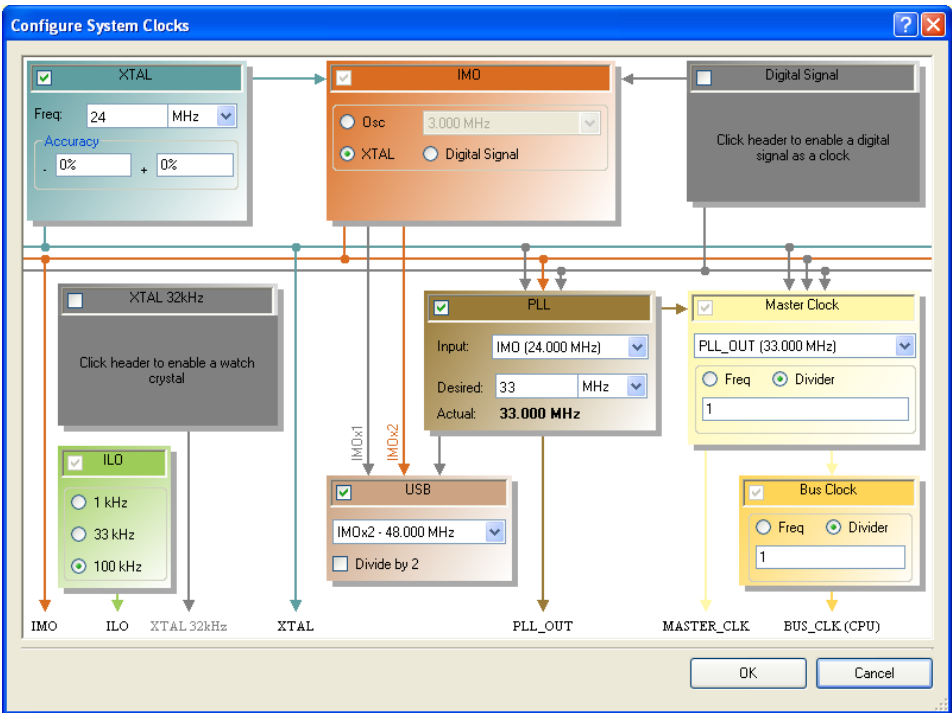 Configure System Clocks
XTAL
Freq: 24 MHz
Accuracy
- 0% + 0%
IMO
Osc 3.000 MHz
XTAL Digital Signal
Digital Signal
Click header to enable a digital
signal as a clock
XTAL 32kHz
Click header to enable a watch
crystal
PLL
Input: IMO (24.000 MHz)
Desired: 33 MHz
Actual: 33.000 MHz
Master Clock
PLL_OUT (33.000 MHz)
Freq Divider
1
IMOx1
IMOx2
ILO
1 kHz
33 kHz
100 kHz
USB
IMOx2 - 48.000 MHz
Divide by 2
Bus Clock
Freq Divider
1
IMO ILO XTAL 32kHz XTAL PLL_OUT MASTER_CLK BUS_CLK (CPU)
OK Cancel